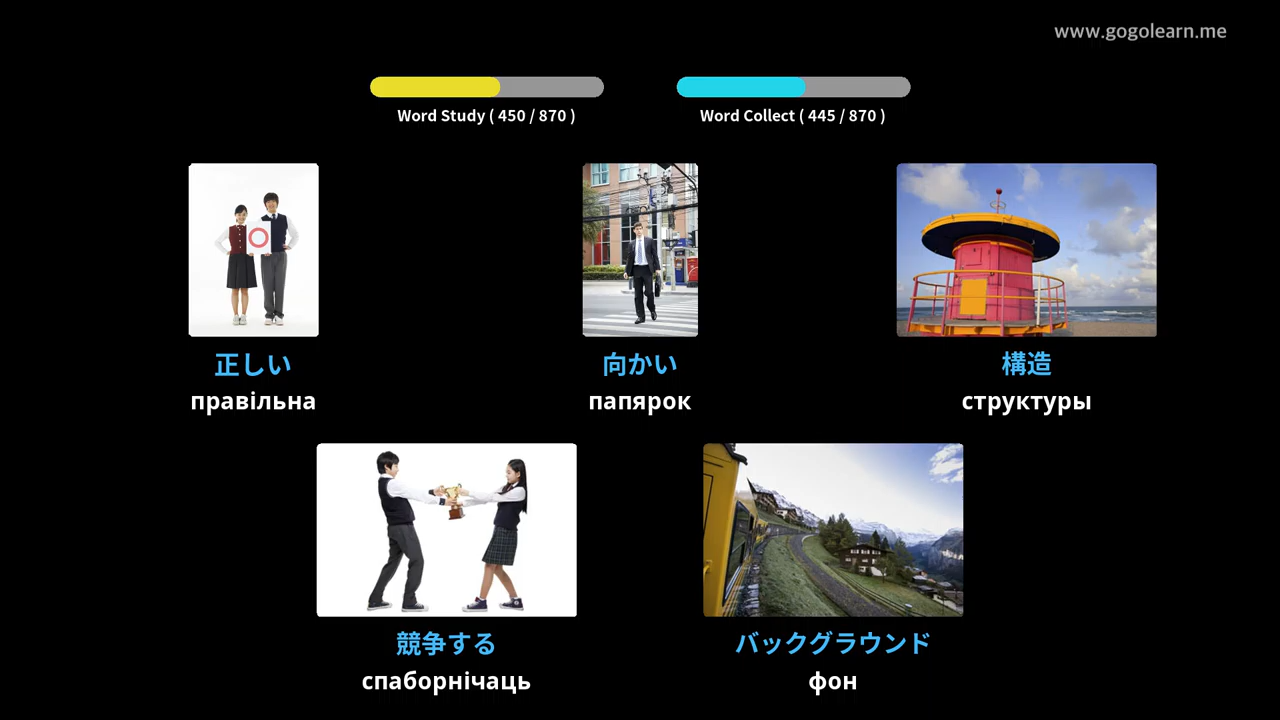 www.gogolearn.me
Word Study ( 450 / 870 )
Word Collect ( 445 / 870 )
正しい
правільна
向かい
папярок
構造
структуры
競争する
спаборнічаць
バックグラウンド
фон